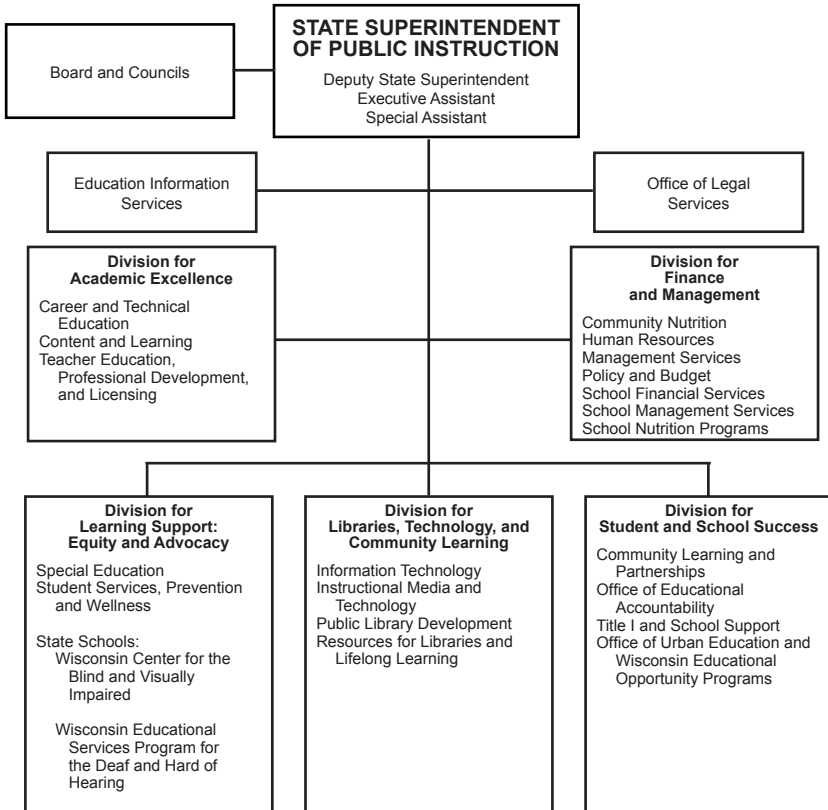 STATE SUPERINTENDENT
OF PUBLIC INSTRUCTION
Deputy State Superintendent
Executive Assistant
Special Assistant
Board and Councils
Education Information
Services
Office of Legal
Services
Division for
Academic Excellence
Career and Technical
Education
Content and Learning
Teacher Education,
Professional Development,
and Licensing
Division for
Finance
and Management
Community Nutrition
Human Resources
Management Services
Policy and Budget
School Financial Services
School Management Services
School Nutrition Programs
Division for
Learning Support:
Equity and Advocacy
Special Education
Student Services, Prevention
and Wellness
State Schools:
Wisconsin Center for the
Blind and Visually
Impaired
Wisconsin Educational
Services Program for
the Deaf and Hard of
Hearing
Division for
Libraries, Technology, and
Community Learning
Information Technology
Instructional Media and
Technology
Public Library Development
Resources for Libraries and
Lifelong Learning
Division for
Student and School Success
Community Learning and
Partnerships
Office of Educational
Accountability
Title I and School Support
Office of Urban Education and
Wisconsin Educational
Opportunity Programs